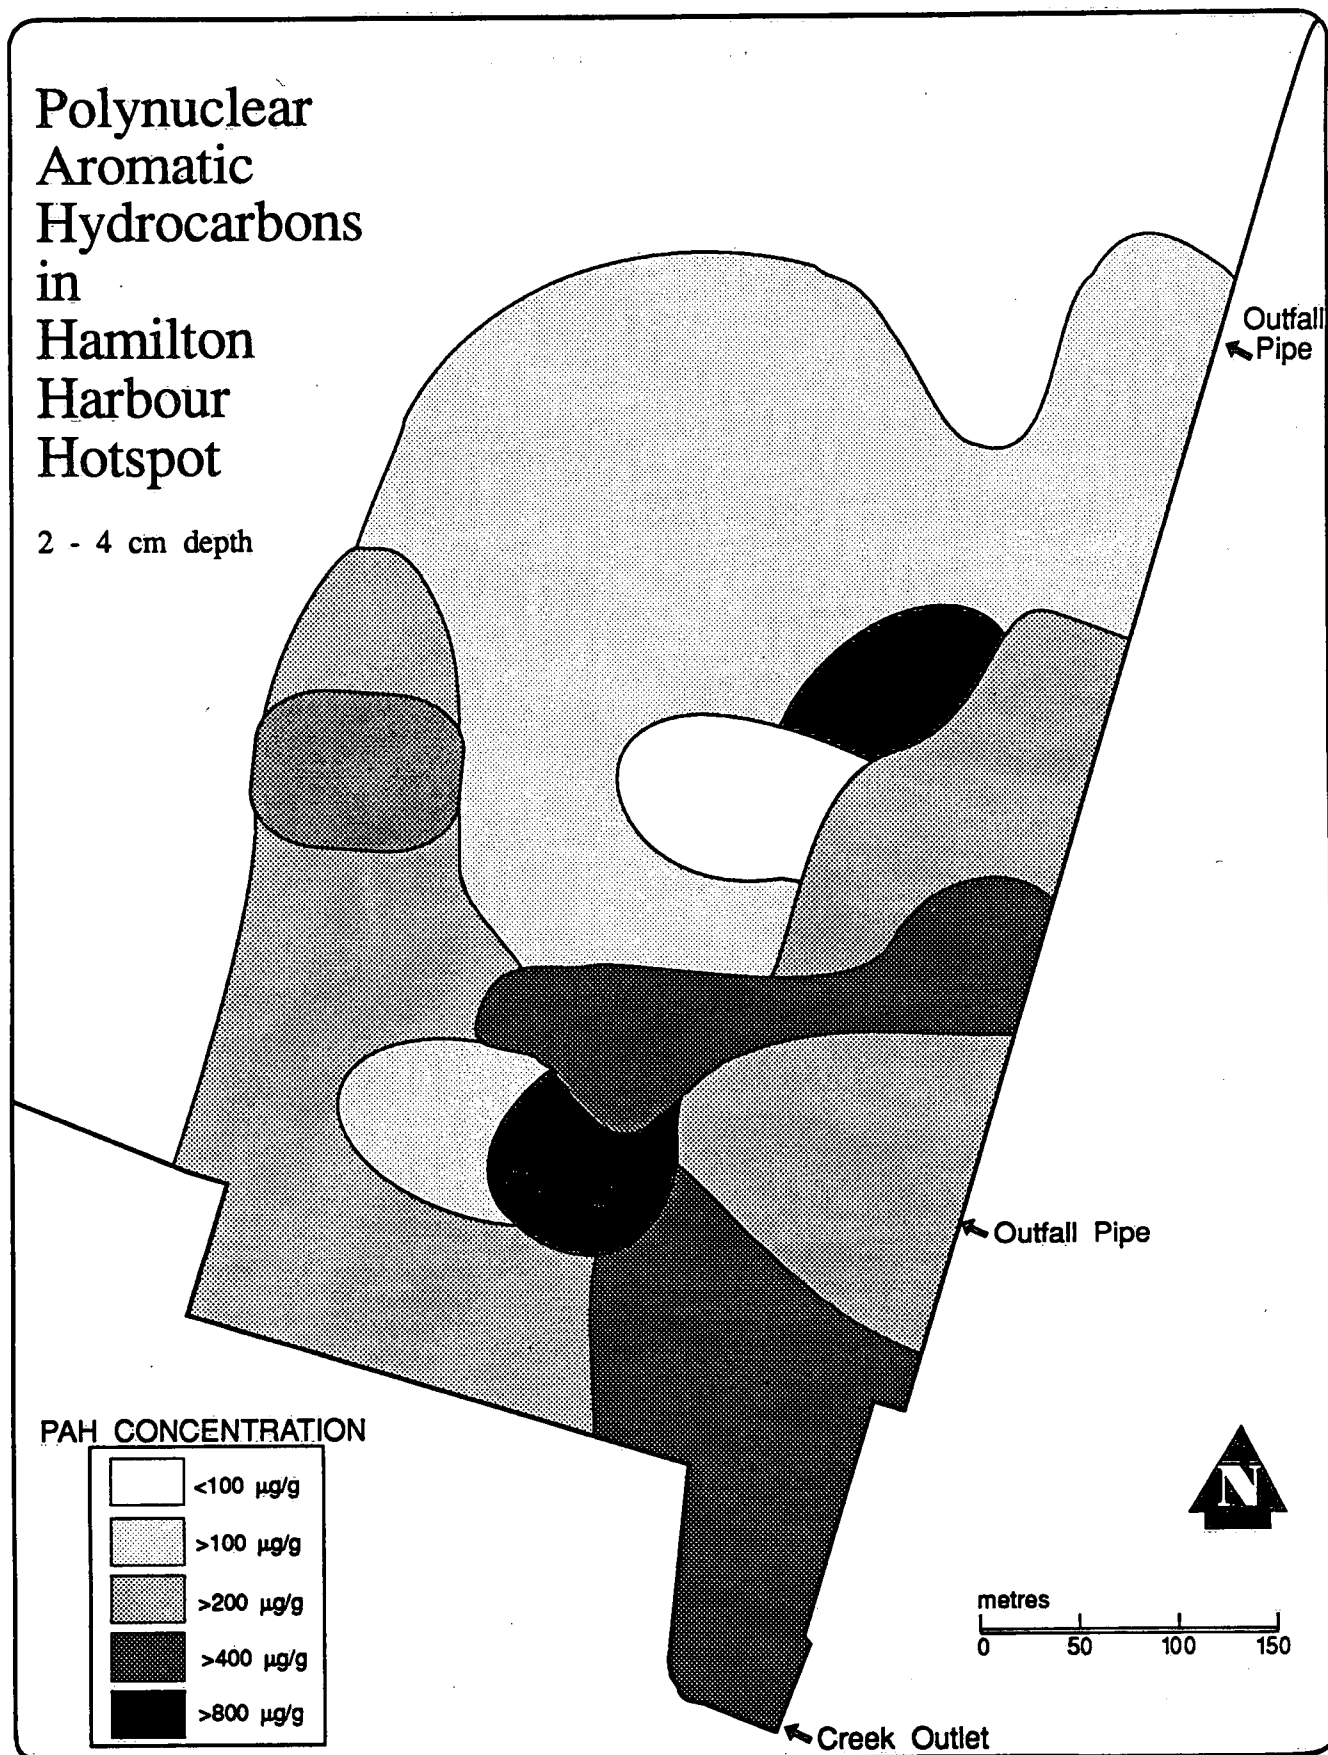 Polynuclear
Aromatic
Hydrocarbons
in
Hamilton
Harbour
Hotspot
2 - 4 cm depth
Outfall
Pipe
Outfall Pipe
PAH CONCENTRATION
<100 µg/g
>100 µg/g
>200 µg/g
>400 µg/g
>800 µg/g
N
metres
0 50 100 150
Creek Outlet